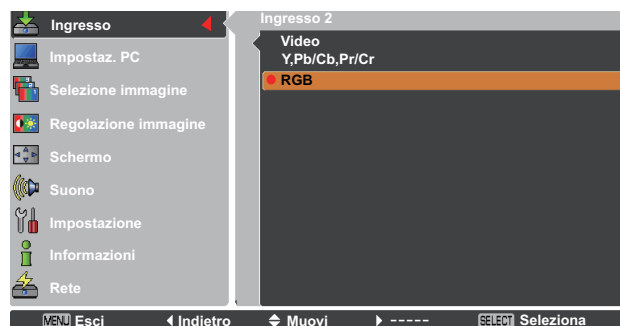 Ingresso
Impostaz. PC
Selezione immagine
Regolazione immagine
Schermo
Suono
Impostazione
Informazioni
Rete
Ingresso 2
Video
Y,Pb/Cb,Pr/Cr
RGB
MENU Esci Indietro Muovi ----- SELECT Seleziona